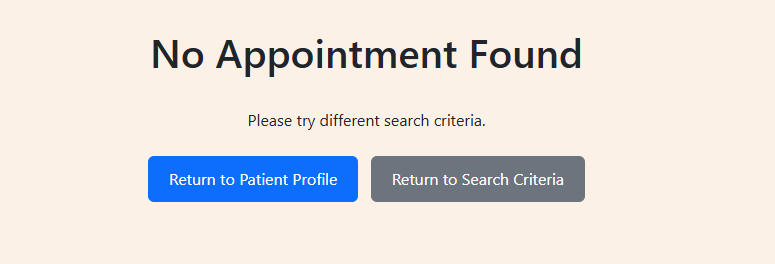 No Appointment Found
Please try different search criteria.
Return to Patient Profile
Return to Search Criteria